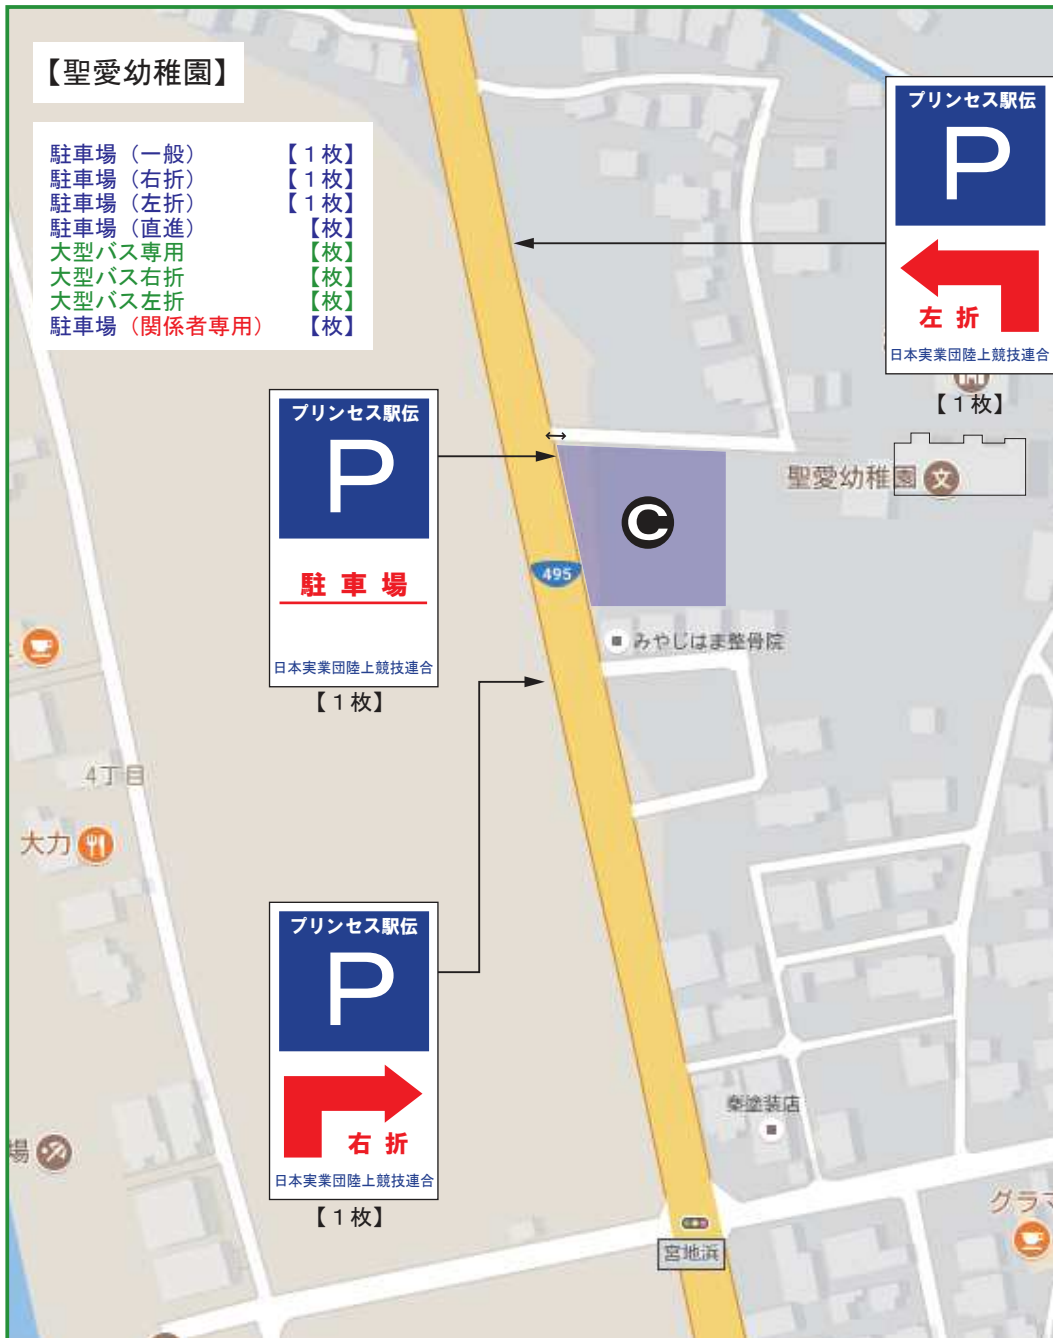 【聖愛幼稚園】
駐車場（一般）【１枚】
駐車場（右折）【１枚】
駐車場（左折）【１枚】
駐車場（直進）【枚】
大型バス専用【枚】
大型バス右折【枚】
大型バス左折【枚】
駐車場（関係者専用）【枚】
プリンセス駅伝
P
左折
日本実業団陸上競技連合
【１枚】
プリンセス駅伝
P
駐車場
日本実業団陸上競技連合
【１枚】
聖愛幼稚園
文
C
495
みやじはま整骨院
4丁目
大力
プリンセス駅伝
P
右折
日本実業団陸上競技連合
【１枚】
秦塗装店
場
グラマ
宮地浜